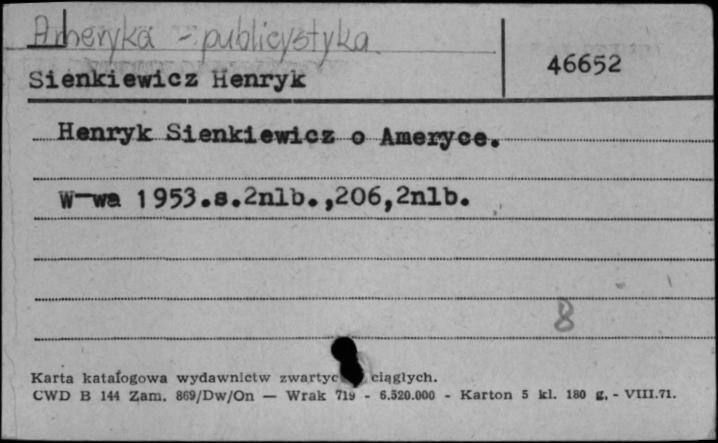 Ameryka - publicystyka
Sienkiewicz Henryk
46652
Henryk Sienkiewicz o Ameryce.
W-wa 1953.s.2nlb.,206,2nlb.
8
Karta katalogowa wydawnictw zwartyc ciągłych.
CWD B 144 Zam. 869/Dw/On — Wrak 719 - 6.520.000 - Karton 5 kl. 180 g. - VIII.71.